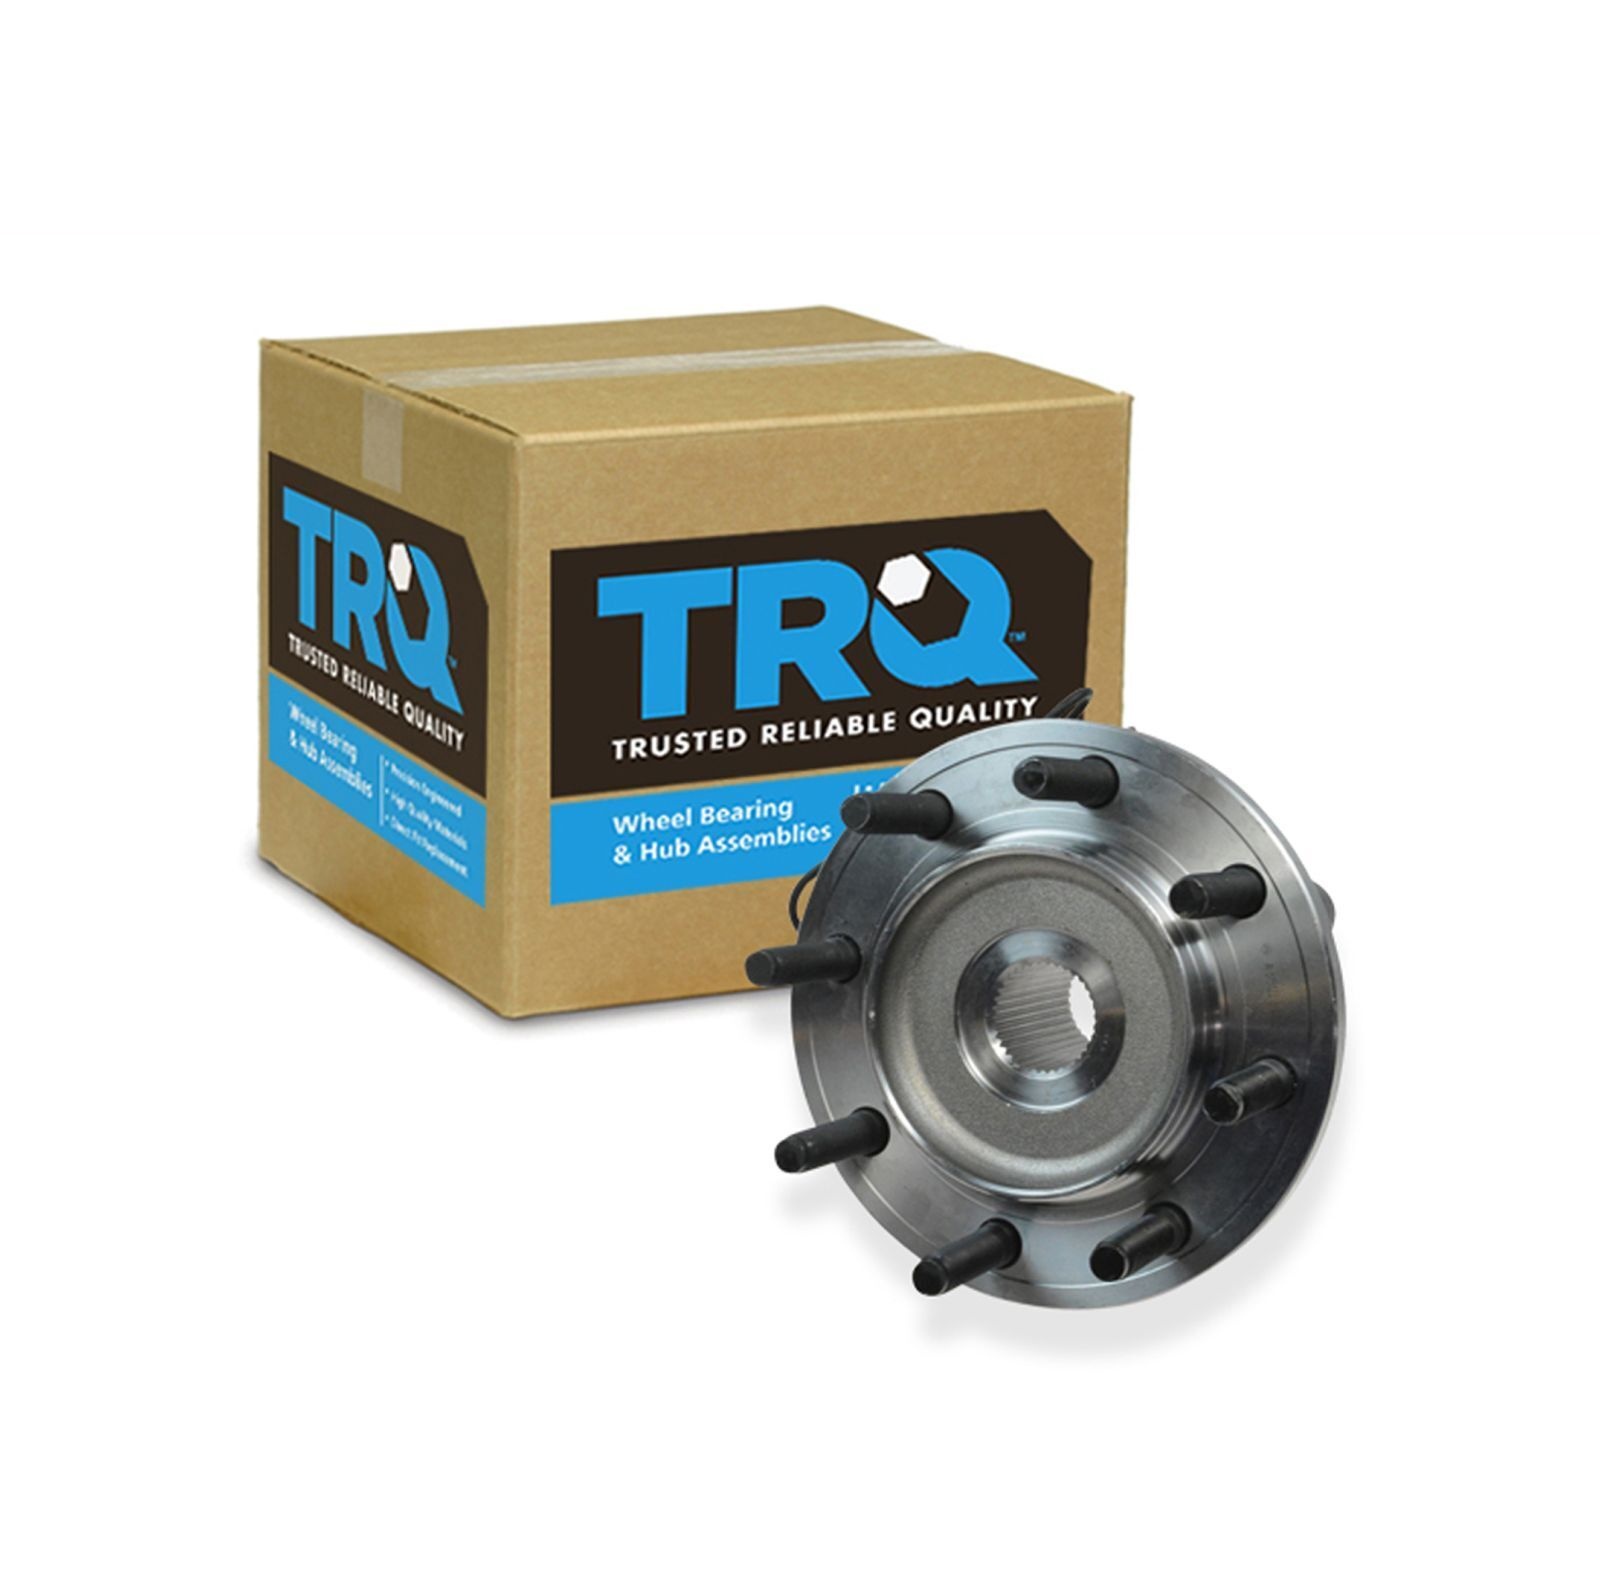 TRQ™
TRUSTED RELIABLE QUALITY
Wheel Bearing
& Hub Assemblies
• Precision Engineered
• High Quality Materials
• Direct Fit Replacement
TRQ™
TRUSTED RELIABLE QUALITY
Wheel Bearing
& Hub Assemblies